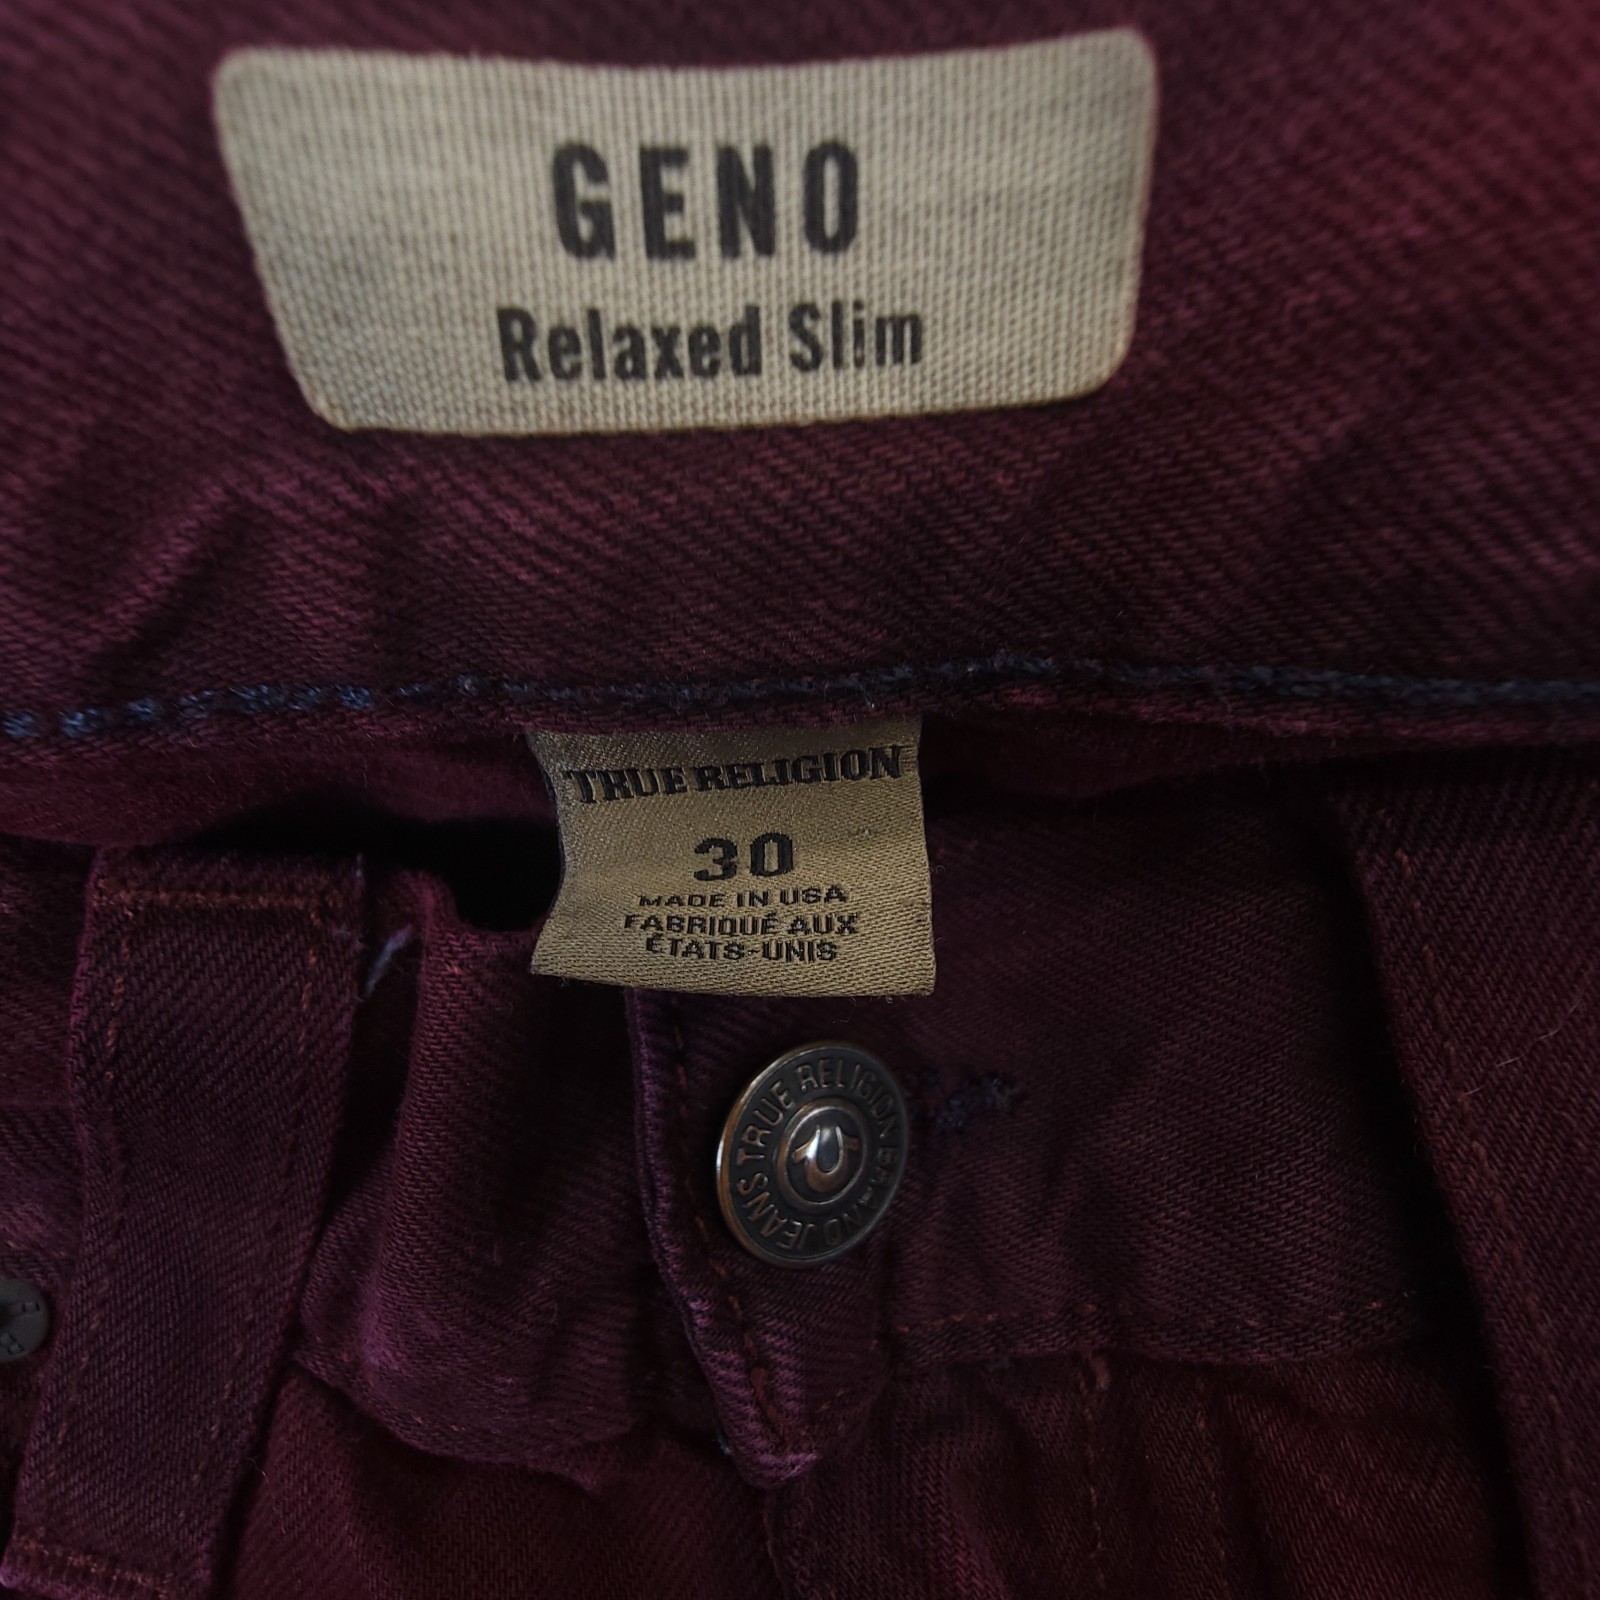 GENO
Relaxed Slim
TRUE RELIGION
30
MADE IN USA
FABRIQUÉ AUX
ÉTATS-UNIS
TRUE RELIGION BRAND JEANS